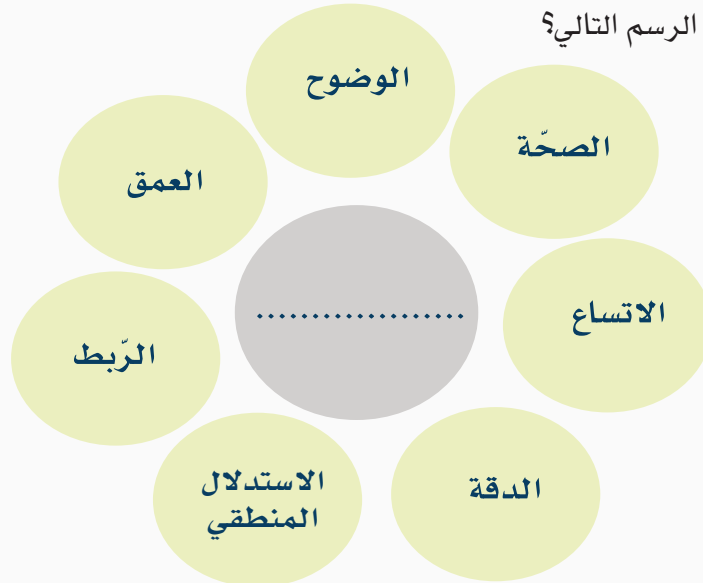 الرسم التالي؟
الوضوح
الصحّة
العمق
الاتساع
...................
الرّبط
الاستدلال
المنطقي
الدقة